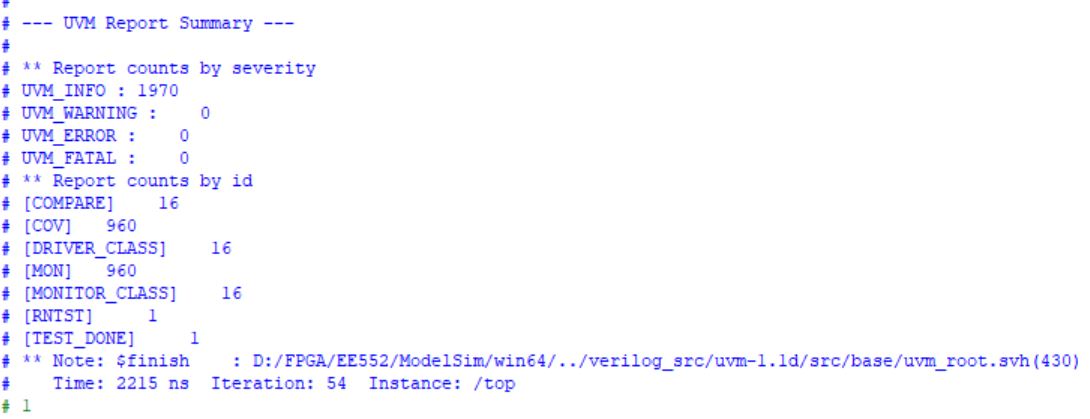 #
# --- UVM Report Summary ---
#
# ** Report counts by severity
# UVM_INFO : 1970
# UVM_WARNING :    0
# UVM_ERROR :    0
# UVM_FATAL :    0
# ** Report counts by id
# [COMPARE]    16
# [COV]   960
# [DRIVER_CLASS]    16
# [MON]   960
# [MONITOR_CLASS]    16
# [RNTST]     1
# [TEST_DONE]     1
# ** Note: $finish    : D:/FPGA/EE552/ModelSim/win64/../verilog_src/uvm-1.1d/src/base/uvm_root.svh(430)
#    Time: 2215 ns  Iteration: 54  Instance: /top
# 1